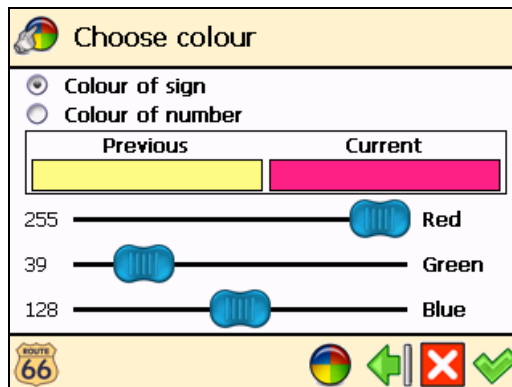 Choose colour
Colour of sign
Colour of number
Previous Current
255 Red
39 Green
128 Blue
ROUTE
66